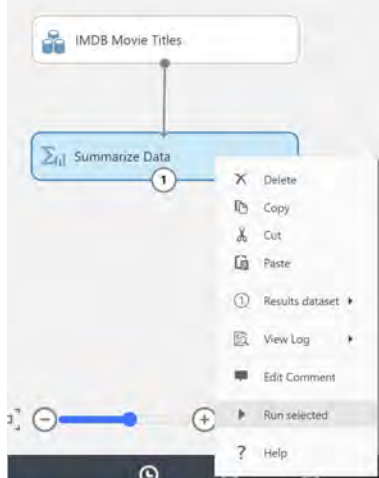 IMDB Movie Titles
Summarize Data
1
Delete
Copy
Cut
Paste
1 Results dataset
View Log
Edit Comment
Run selected
? Help